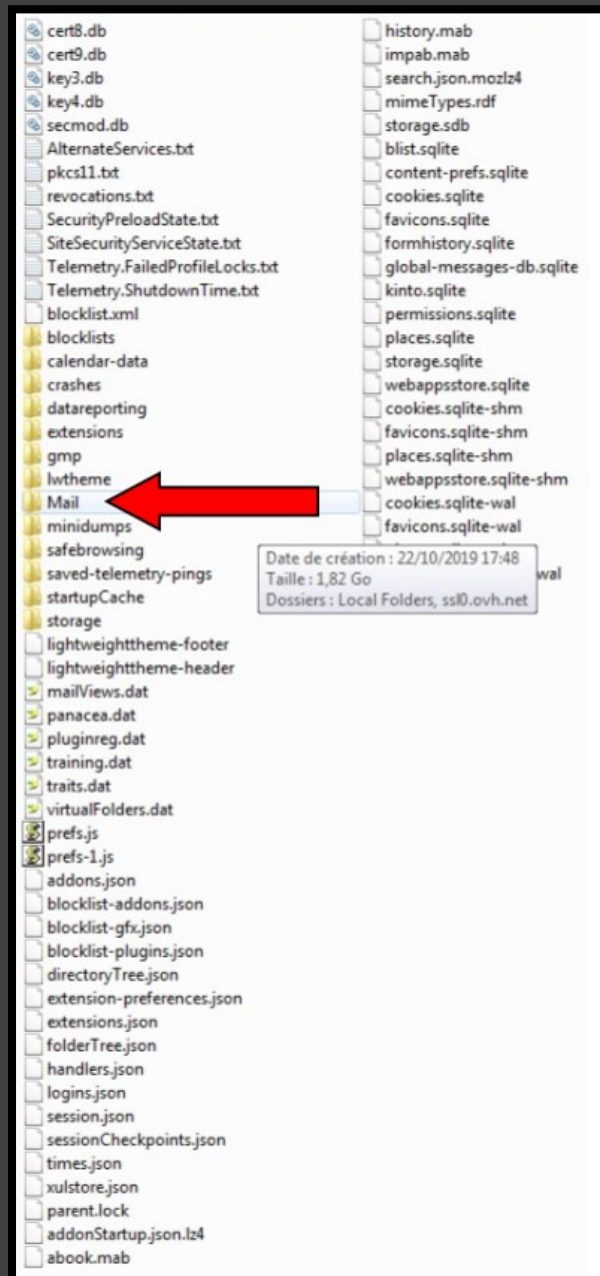 cert8.db
cert9.db
key3.db
key4.db
secmod.db
AlternateServices.txt
pkcs11.txt
revocations.txt
SecurityPreloadState.txt
SiteSecurityServiceState.txt
Telemetry.FailedProfileLocks.txt
Telemetry.ShutdownTime.txt
blocklist.xml
blocklists
calendar-data
crashes
datareporting
extensions
gmp
lwtheme
Mail
minidumps
safebrowsing
saved-telemetry-pings
startupCache
storage
lightweighttheme-footer
lightweighttheme-header
mailViews.dat
panacea.dat
pluginreg.dat
training.dat
traits.dat
virtualFolders.dat
prefs.js
prefs-1.js
addons.json
blocklist-addons.json
blocklist-gfx.json
blocklist-plugins.json
directoryTree.json
extension-preferences.json
extensions.json
folderTree.json
handlers.json
logins.json
session.json
sessionCheckpoints.json
times.json
xulstore.json
parent.lock
addonStartup.json.lz4
abook.mab
history.mab
impab.mab
search.json.mozlz4
mimeTypes.rdf
storage.sdb
blist.sqlite
content-prefs.sqlite
cookies.sqlite
favicons.sqlite
formhistory.sqlite
global-messages-db.sqlite
kinto.sqlite
permissions.sqlite
places.sqlite
storage.sqlite
webappsstore.sqlite
cookies.sqlite-shm
favicons.sqlite-shm
places.sqlite-shm
webappsstore.sqlite-shm
cookies.sqlite-wal
favicons.sqlite-wal
wal
Date de création : 22/10/2019 17:48
Taille : 1,82 Go
Dossiers : Local Folders, ssl0.ovh.net